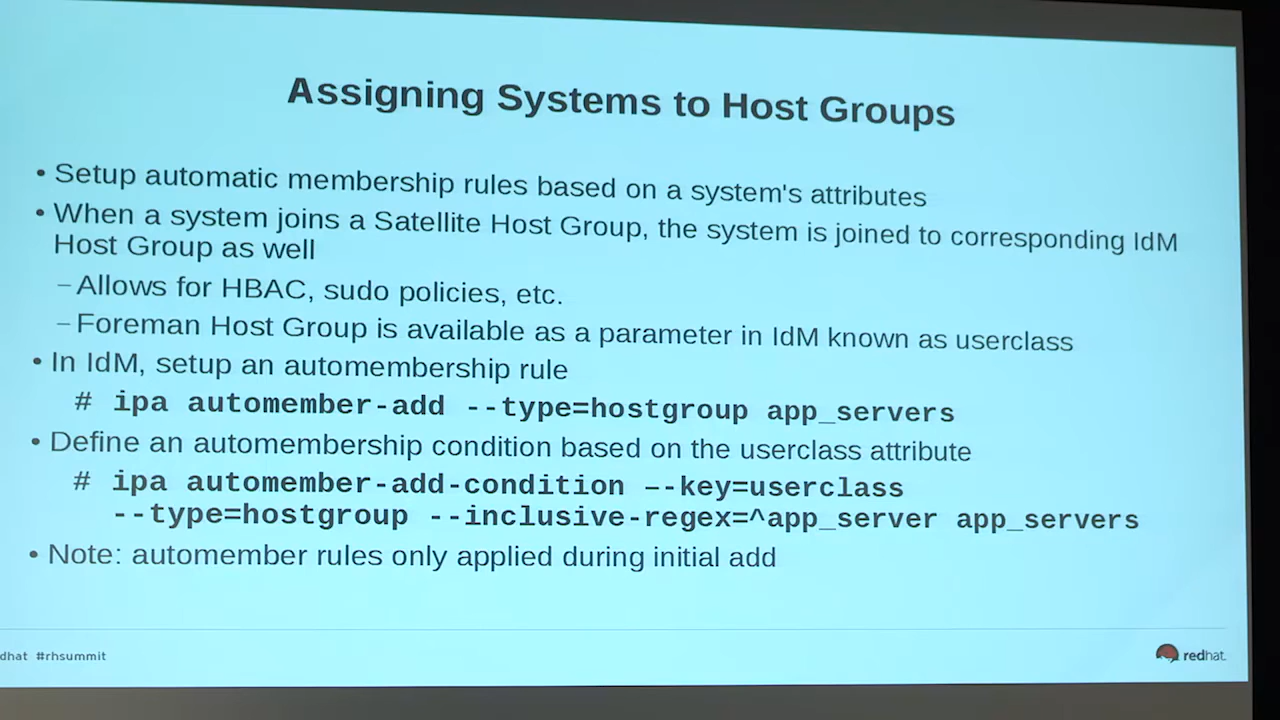 Assigning Systems to Host Groups
• Setup automatic membership rules based on a system's attributes
• When a system joins a Satellite Host Group, the system is joined to corresponding IdM
Host Group as well
– Allows for HBAC, sudo policies, etc.
– Foreman Host Group is available as a parameter in IdM known as userclass
• In IdM, setup an automembership rule
# ipa automember-add --type=hostgroup app_servers
• Define an automembership condition based on the userclass attribute
# ipa automember-add-condition –-key=userclass
--type=hostgroup --inclusive-regex=^app_server app_servers
• Note: automember rules only applied during initial add
dhat #rhsummit
redhat.